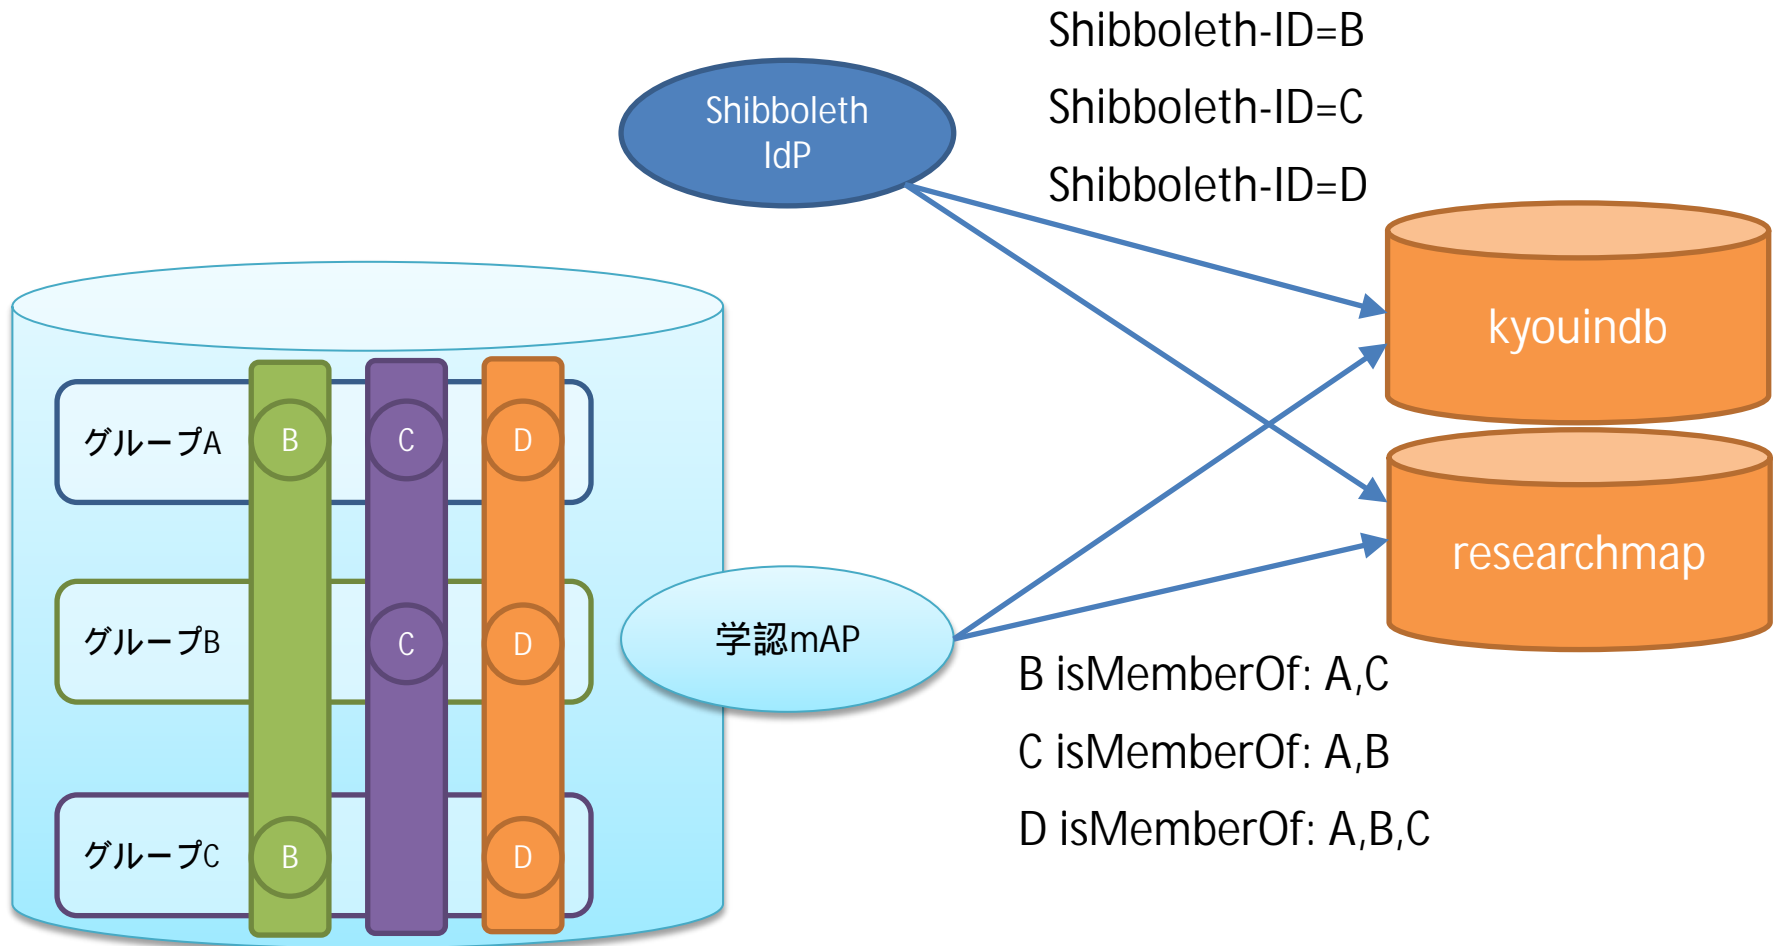 Shibboleth-ID=B
Shibboleth-ID=C
Shibboleth-ID=D
Shibboleth
IdP
kyouindb
researchmap
グループA
B
C
D
グループB
C
D
グループC
B
D
学認mAP
B isMemberOf: A,C
C isMemberOf: A,B
D isMemberOf: A,B,C